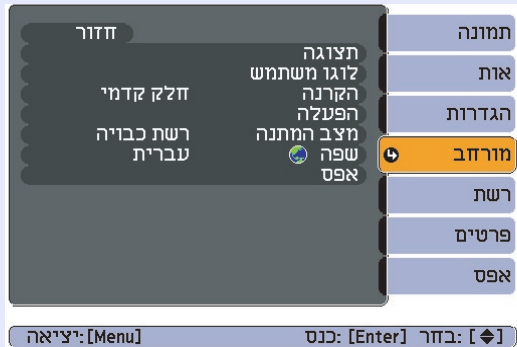 תמונה
אות
הגדרות
מורחב
רשת
פרטים
אפס
חזור
תצוגה
לוגו משתמש
הקרנה חלק קדמי
הפעלה
מצב המתנה רשת כבויה
שפה עברית
אפס
[♦] :בחר [Enter] :כנס [Menu]:יציאה